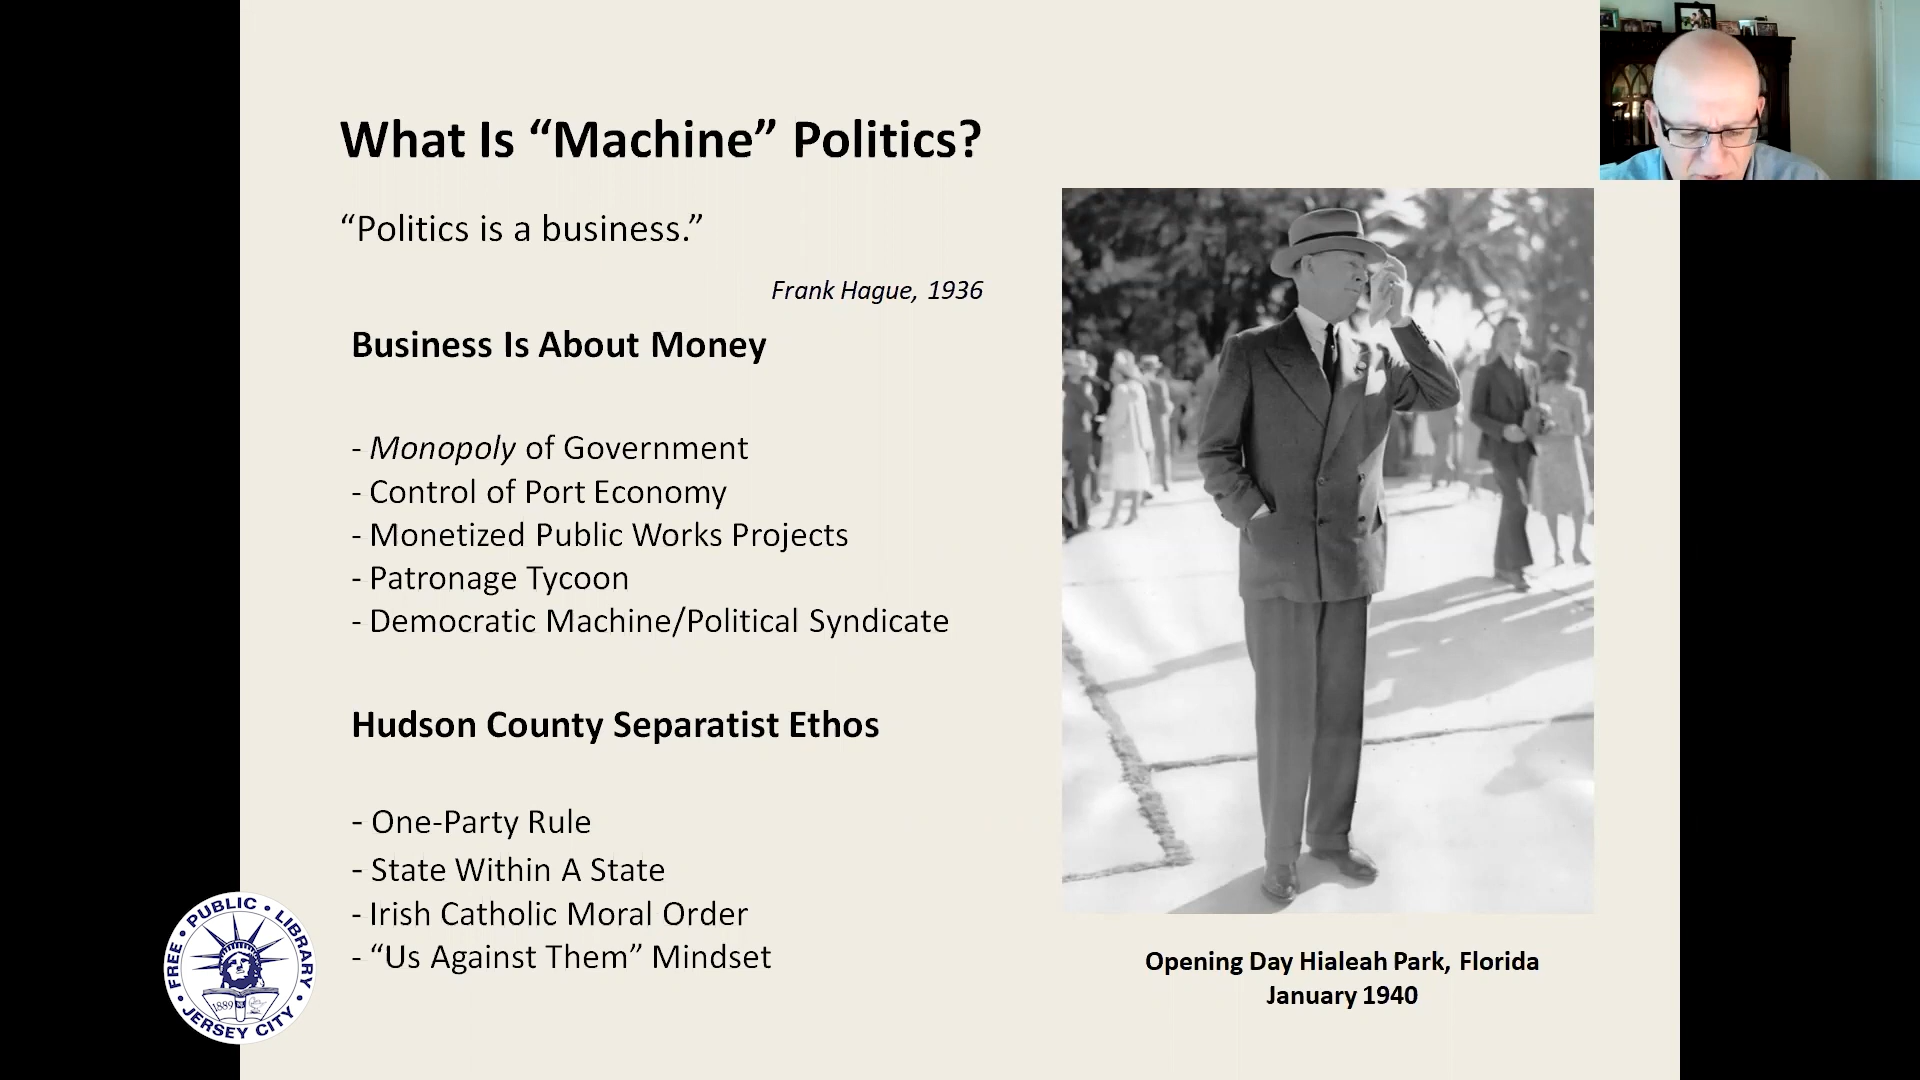 What Is “Machine” Politics?
“Politics is a business.”
Frank Hague, 1936
Business Is About Money
- Monopoly of Government
- Control of Port Economy
- Monetized Public Works Projects
- Patronage Tycoon
- Democratic Machine/Political Syndicate
Hudson County Separatist Ethos
- One-Party Rule
- State Within A State
- Irish Catholic Moral Order
- “Us Against Them” Mindset
Opening Day Hialeah Park, Florida
January 1940
FREE • PUBLIC • LIBRARY
1889
• JERSEY CITY •